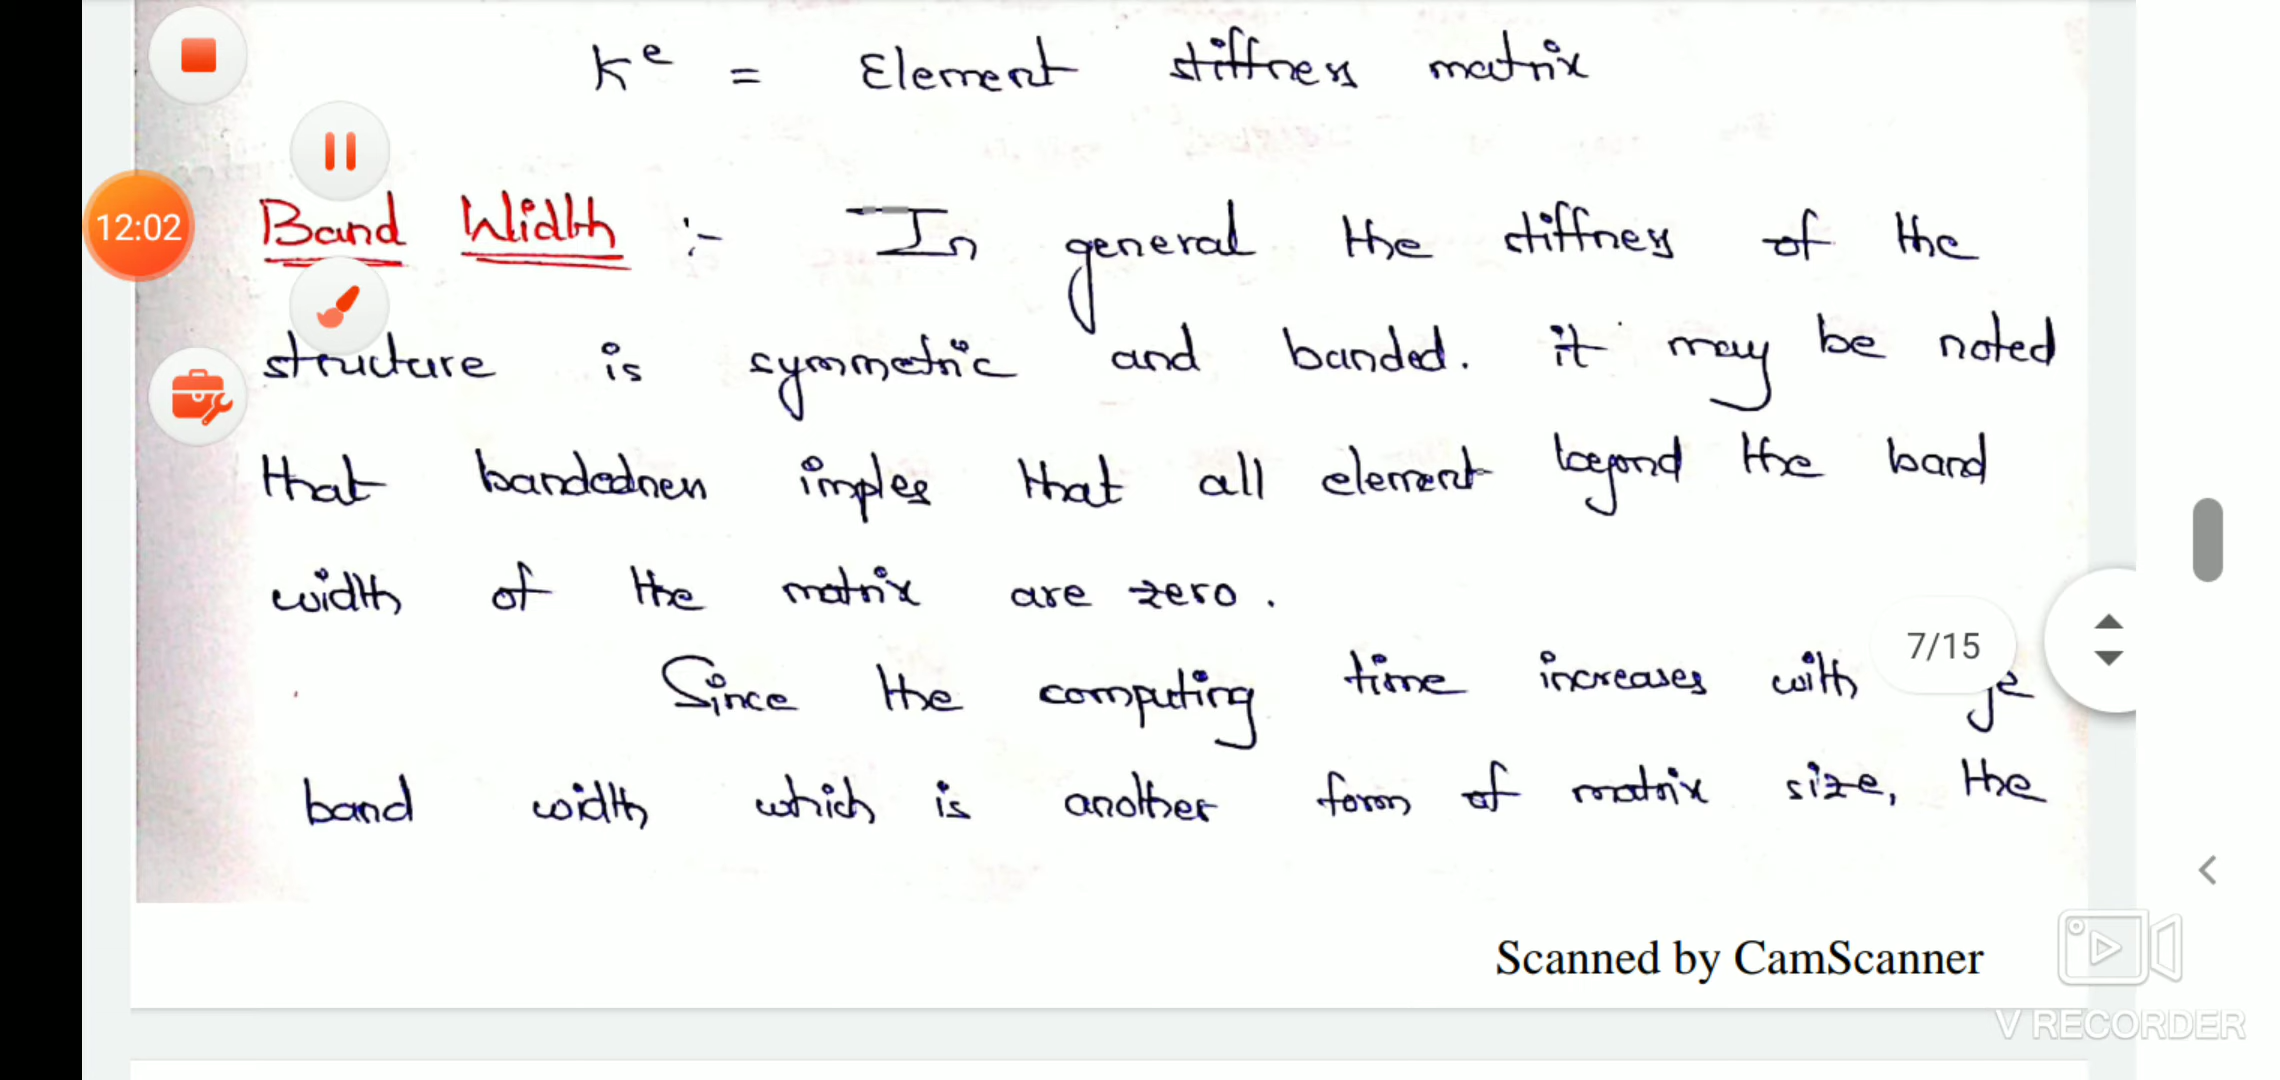 K^e = Element stiffness matrix
12:02
Band Width :- In general the stiffness of the
structure is symmetric and banded. it may be noted
that bandedness imples that all element beyond the band
width of the matrix are zero.
7/15
Since the computing time increases with
band width which is another form of matrix size, the
Scanned by CamScanner
V RECORDER